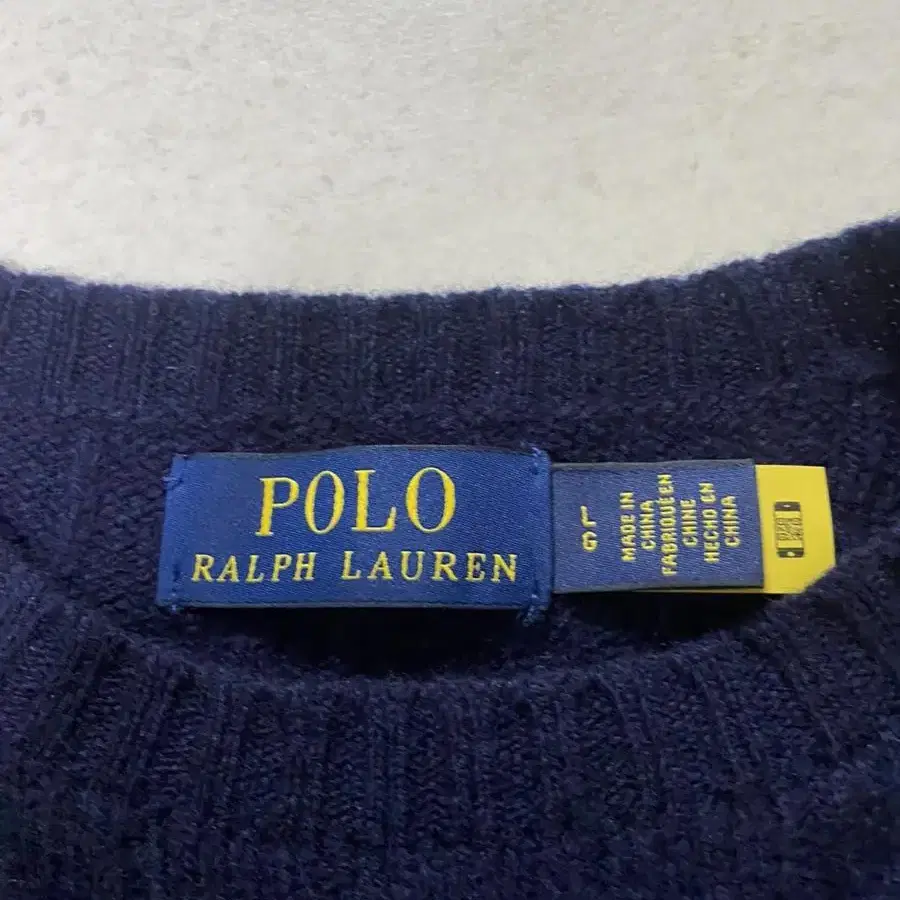 POLO
RALPH LAUREN
L
G
MADE IN
CHINA
FABRIQUÉ EN
CHINE
HECHO EN
CHINA